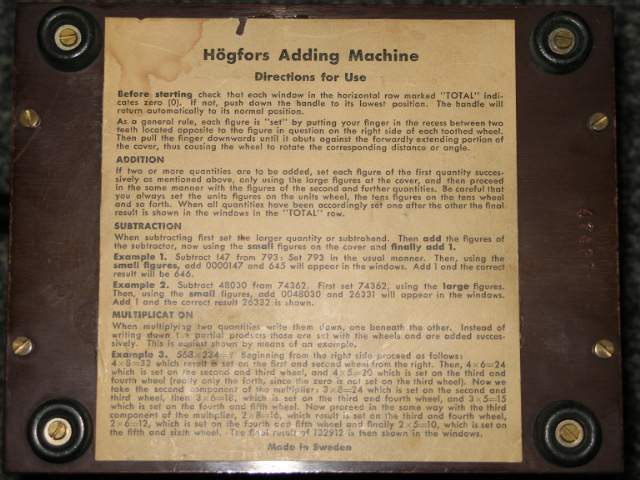 Högfors Adding Machine
Directions for Use
Before starting check that each window in the horizontal row marked "TOTAL" indi-
cates zero (0). If not, push down the handle to its lowest position. The handle will
return automatically to its normal position.
As a general rule, each figure is "set" by putting your finger in the recess between two
teeth located opposite to the figure in question on the right side of each toothed wheel.
Then pull the finger downwards until it abuts against the forwardly extending portion of
the cover, thus causing the wheel to rotate the corresponding distance or angle.
ADDITION
If two or more quantities are to be added, set each figure of the first quantity succes-
sively as mentioned above, only using the large figures at the cover, and then proceed
in the same manner with the figures of the second and further quantities. Be careful that
you always set the units figures on the units wheel, the tens figures on the tens wheel
and so forth. When all quantities have been accordingly set one after the other the final
result is shown in the windows in the "TOTAL" row.
SUBTRACTION
When subtracting first set the larger quantity or subtrahend. Then add the figures of
the subtractor, now using the small figures on the cover and finally add 1.
Example 1. Subtract 147 from 793: Set 793 in the usual manner. Then, using the
small figures, add 0000147 and 645 will appear in the windows. Add 1 and the correct
result will be 646.
Example 2. Subtract 48030 from 74362. First set 74362, using the large figures.
Then, using the small figures, add 0048030 and 26331 will appear in the windows.
Add 1 and the correct result 26332 is shown.
MULTIPLICAT ON
When multiplying two quantities write them down, one beneath the other. Instead of
writing down the partial products those are set with the wheels and are added succes-
sively. This is against shown by means of an example.
Example 3. 568×234=? Beginning from the right side proceed as follows:
4×8=32 which result is set on the first and second wheel from the right. Then, 4×6=24
which is set on the second and third wheel, and 4×5=20 which is set on the third and
fourth wheel (really only the forth, since the zero is not set on the third wheel). Now we
take the second component of the multiplier: 3×8=24 which is set on the second and
third wheel, then 3×6=18, which is set on the third and fourth wheel, and 3×5=15
which is set on the fourth and fifth wheel. Now proceed in the same way with the third
component of the multiplier, 2×8=16, which result is set on the third and fourth wheel,
2×6=12, which is set on the fourth and fifth wheel and finally 2×5=10, which is set on
the fifth and sixth wheel. The final result of 132912 is then shown in the windows.
Made in Sweden